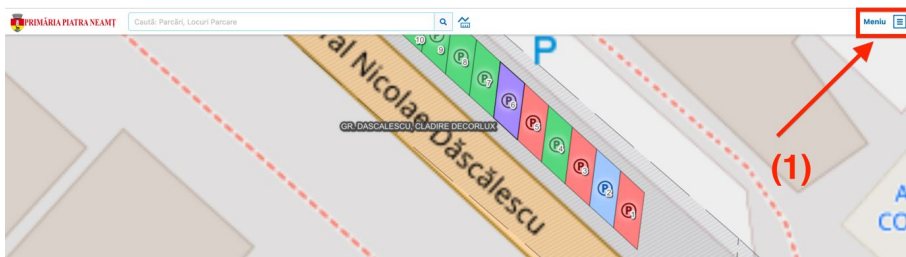 PRIMĂRIA PIATRA NEAMȚ
Caută: Parcări, Locuri Parcare
Meniu
P
ral Nicolae Dăscălescu
GR. DASCALESCU, CLADIRE DECORLUX
10
9
P 8
P 7
P 6
P 5
P 4
P 3
P 2
P 1
(1)
A
CO